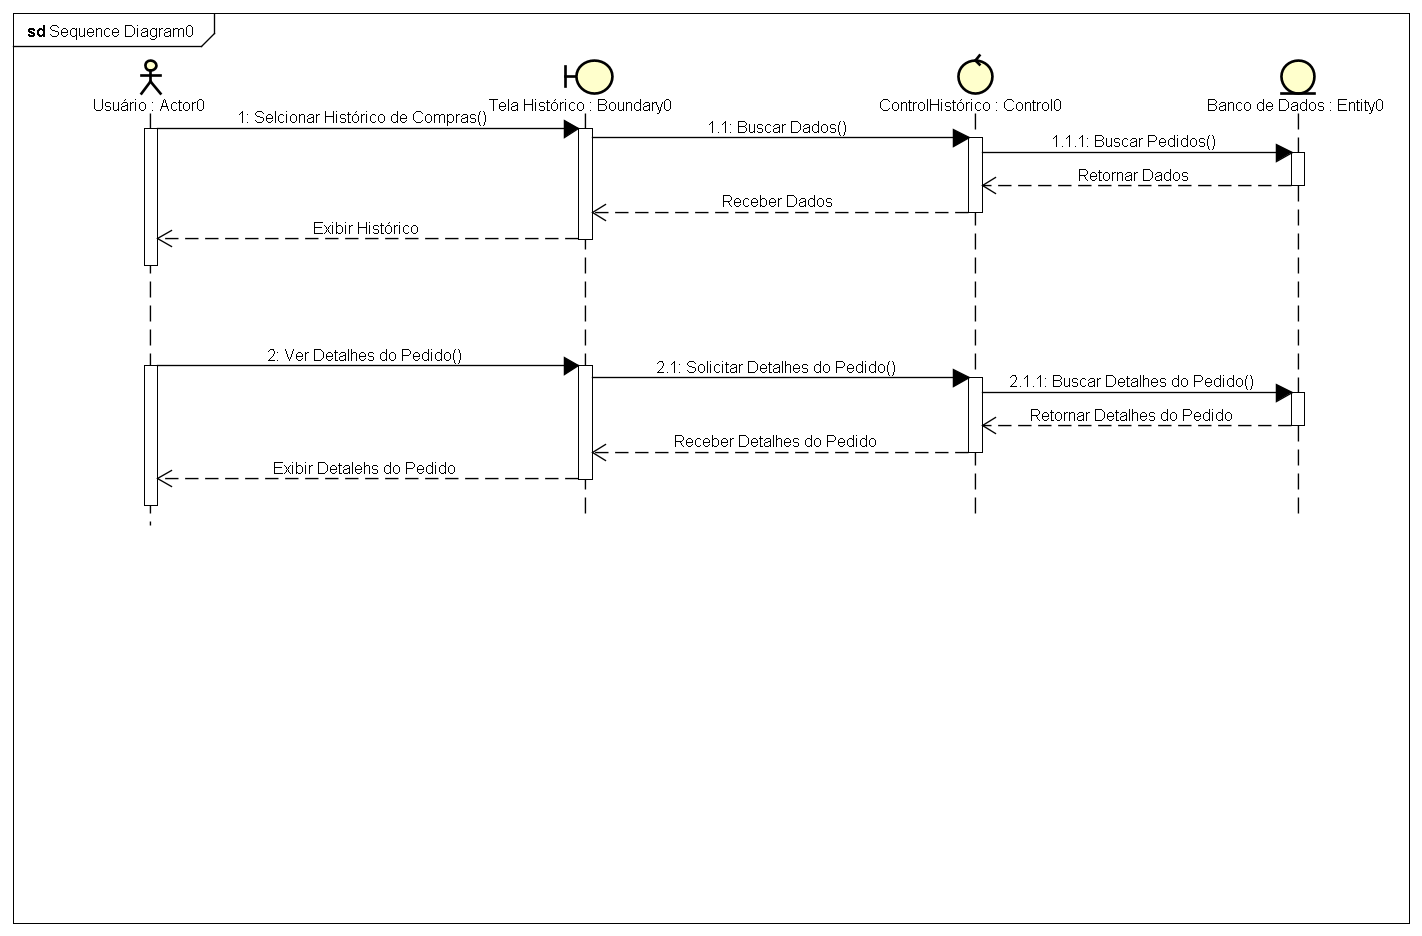 sd Sequence Diagram0
Usuário : Actor0
Tela Histórico : Boundary0
ControlHistórico : Control0
Banco de Dados : Entity0
1: Selcionar Histórico de Compras()
1.1: Buscar Dados()
1.1.1: Buscar Pedidos()
Retornar Dados
Receber Dados
Exibir Histórico
2: Ver Detalhes do Pedido()
2.1: Solicitar Detalhes do Pedido()
2.1.1: Buscar Detalhes do Pedido()
Retornar Detalhes do Pedido
Receber Detalhes do Pedido
Exibir Detalehs do Pedido